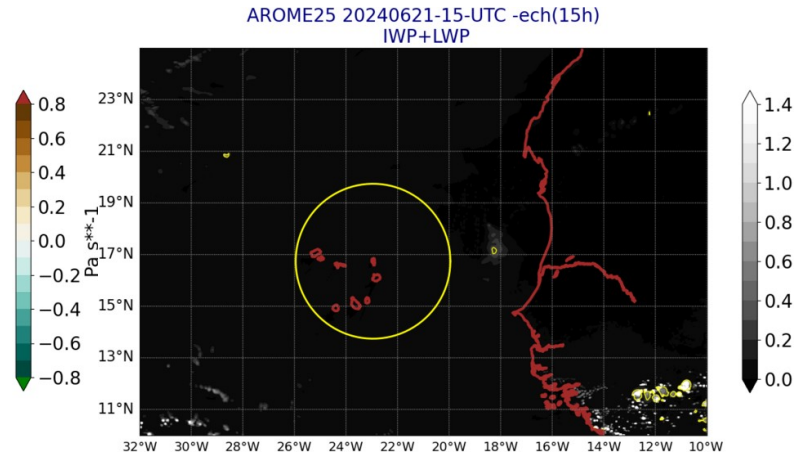 AROME25 20240621-15-UTC -ech(15h)
IWP+LWP
0.8
0.6
0.4
0.2
0.0
−0.2
−0.4
−0.6
−0.8
Pa s**-1
23°N
21°N
19°N
17°N
15°N
13°N
11°N
32°W 30°W 28°W 26°W 24°W 22°W 20°W 18°W 16°W 14°W 12°W 10°W
1.4
1.2
1.0
0.8
0.6
0.4
0.2
0.0